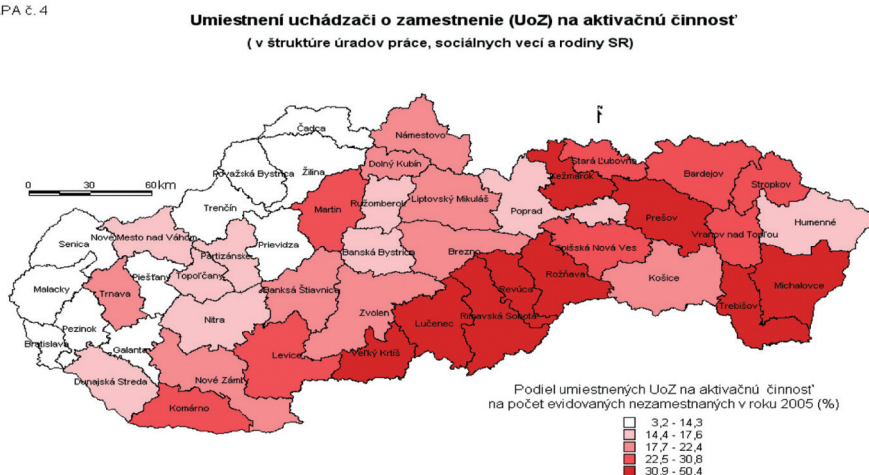 PA č. 4
Umiestnení uchádzači o zamestnenie (UoZ) na aktivačnú činnosť
( v štruktúre úradov práce, sociálnych vecí a rodiny SR)
Čadca
Námestovo
Dolný Kubín
Stará Ľubovňa
Považská Bystrica
Žilina
Kežmarok
Bardejov
Stropkov
0 30 60 km
Ružomberok
Liptovský Mikuláš
Trenčín
Martin
Poprad
Prešov
Humenné
Senica
Nové Mesto nad Váhom
Prievidza
Vranov nad Topľou
Partizánske
Banská Bystrica
Brezno
Spišská Nová Ves
Piešťany
Topoľčany
Rožňava
Košice
Malacky
Trnava
Banksá Štiavnica
Revúca
Michalovce
Trebišov
Zvolen
Nitra
Rimavská Sobota
Pezinok
Lučenec
Bratislava
Galanta
Levice
Veľký Krtíš
Dunajská Streda
Nové Zámky
Komárno
Podiel umiestnených UoZ na aktivačnú činnosť
na počet evidovaných nezamestnaných v roku 2005 (%)
3,2 - 14,3
14,4 - 17,6
17,7 - 22,4
22,5 - 30,8
30,9 - 50,4